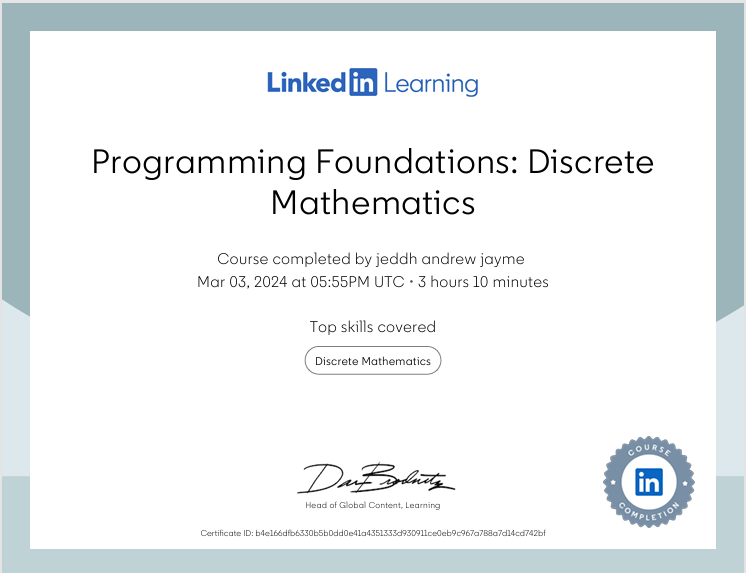 Linked in Learning
Programming Foundations: Discrete
Mathematics
Course completed by jeddh andrew jayme
Mar 03, 2024 at 05:55PM UTC • 3 hours 10 minutes
Top skills covered
Discrete Mathematics
Head of Global Content, Learning
COURSE
in
COMPLETION
Certificate ID: b4e166dfb6330b5b0dd0e41a4351333d930911ce0eb9c967a788a7d14cd742bf